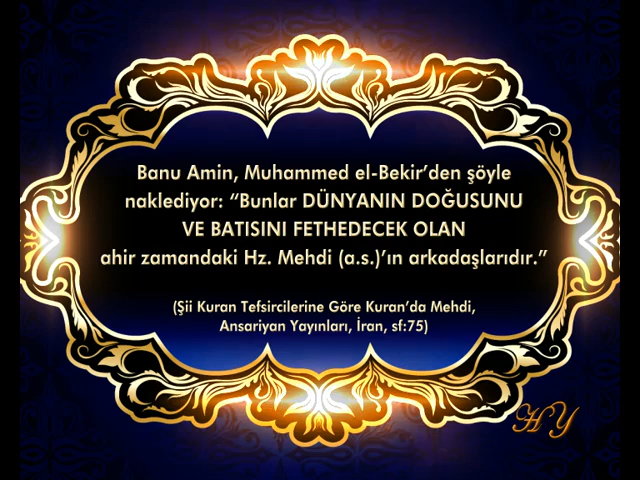 Banu Amin, Muhammed el-Bekir’den şöyle
naklediyor: “Bunlar DÜNYANIN DOĞUSUNU
VE BATISINI FETHEDECEK OLAN
ahir zamandaki Hz. Mehdi (a.s.)’ın arkadaşlarıdır.”
(Şii Kuran Tefsircilerine Göre Kuran’da Mehdi,
Ansariyan Yayınları, İran, sf:75)
HY